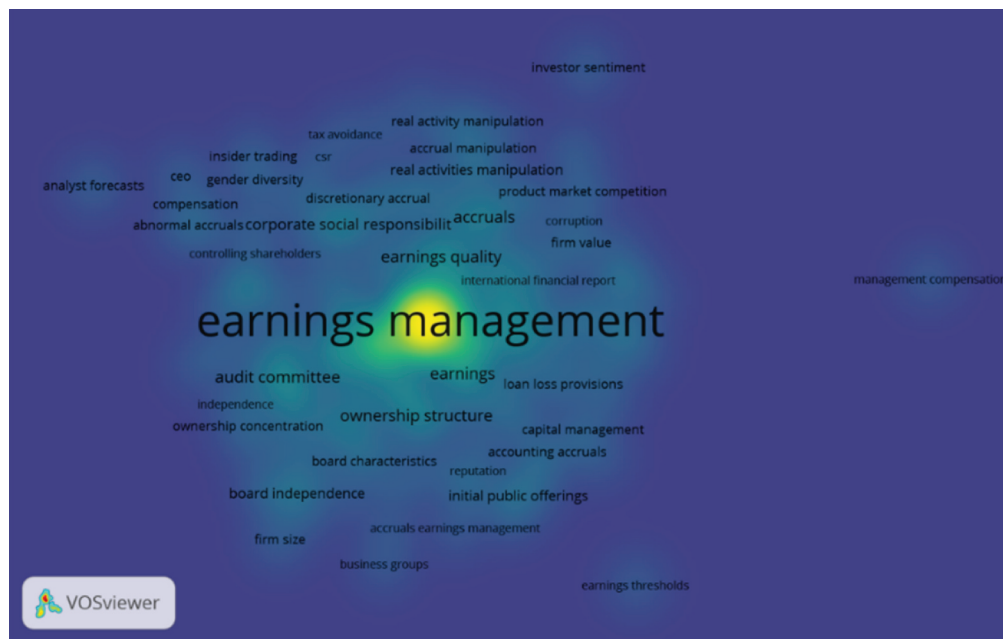 investor sentiment
real activity manipulation
tax avoidance
accrual manipulation
insider trading
csr
real activities manipulation
ceo
gender diversity
analyst forecasts
product market competition
compensation
discretionary accrual
accruals
abnormal accruals
corporate social responsibilit
corruption
firm value
controlling shareholders
earnings quality
international financial report
management compensation
earnings management
audit committee
earnings
loan loss provisions
independence
ownership structure
ownership concentration
capital management
accounting accruals
board characteristics
reputation
board independence
initial public offerings
accruals earnings management
firm size
business groups
earnings thresholds
VOSviewer